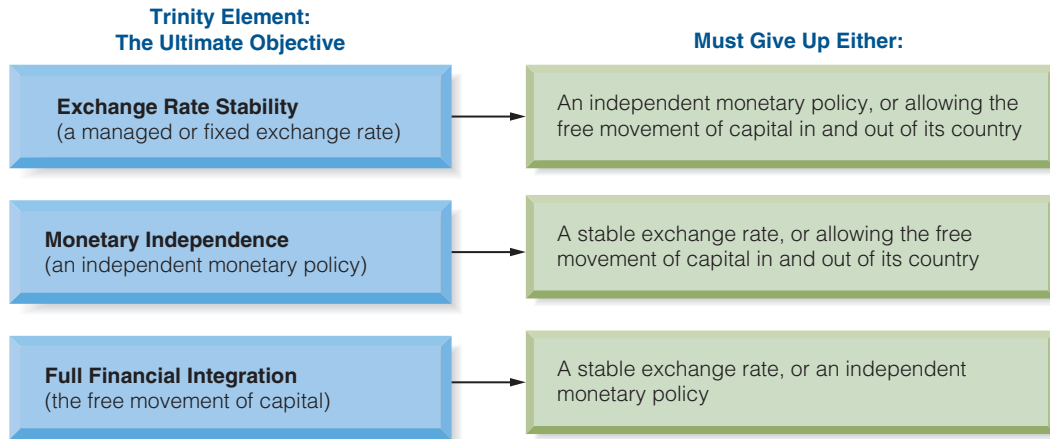 Trinity Element:
The Ultimate Objective
Must Give Up Either:
Exchange Rate Stability
(a managed or fixed exchange rate)
An independent monetary policy, or allowing the
free movement of capital in and out of its country
Monetary Independence
(an independent monetary policy)
A stable exchange rate, or allowing the free
movement of capital in and out of its country
Full Financial Integration
(the free movement of capital)
A stable exchange rate, or an independent
monetary policy